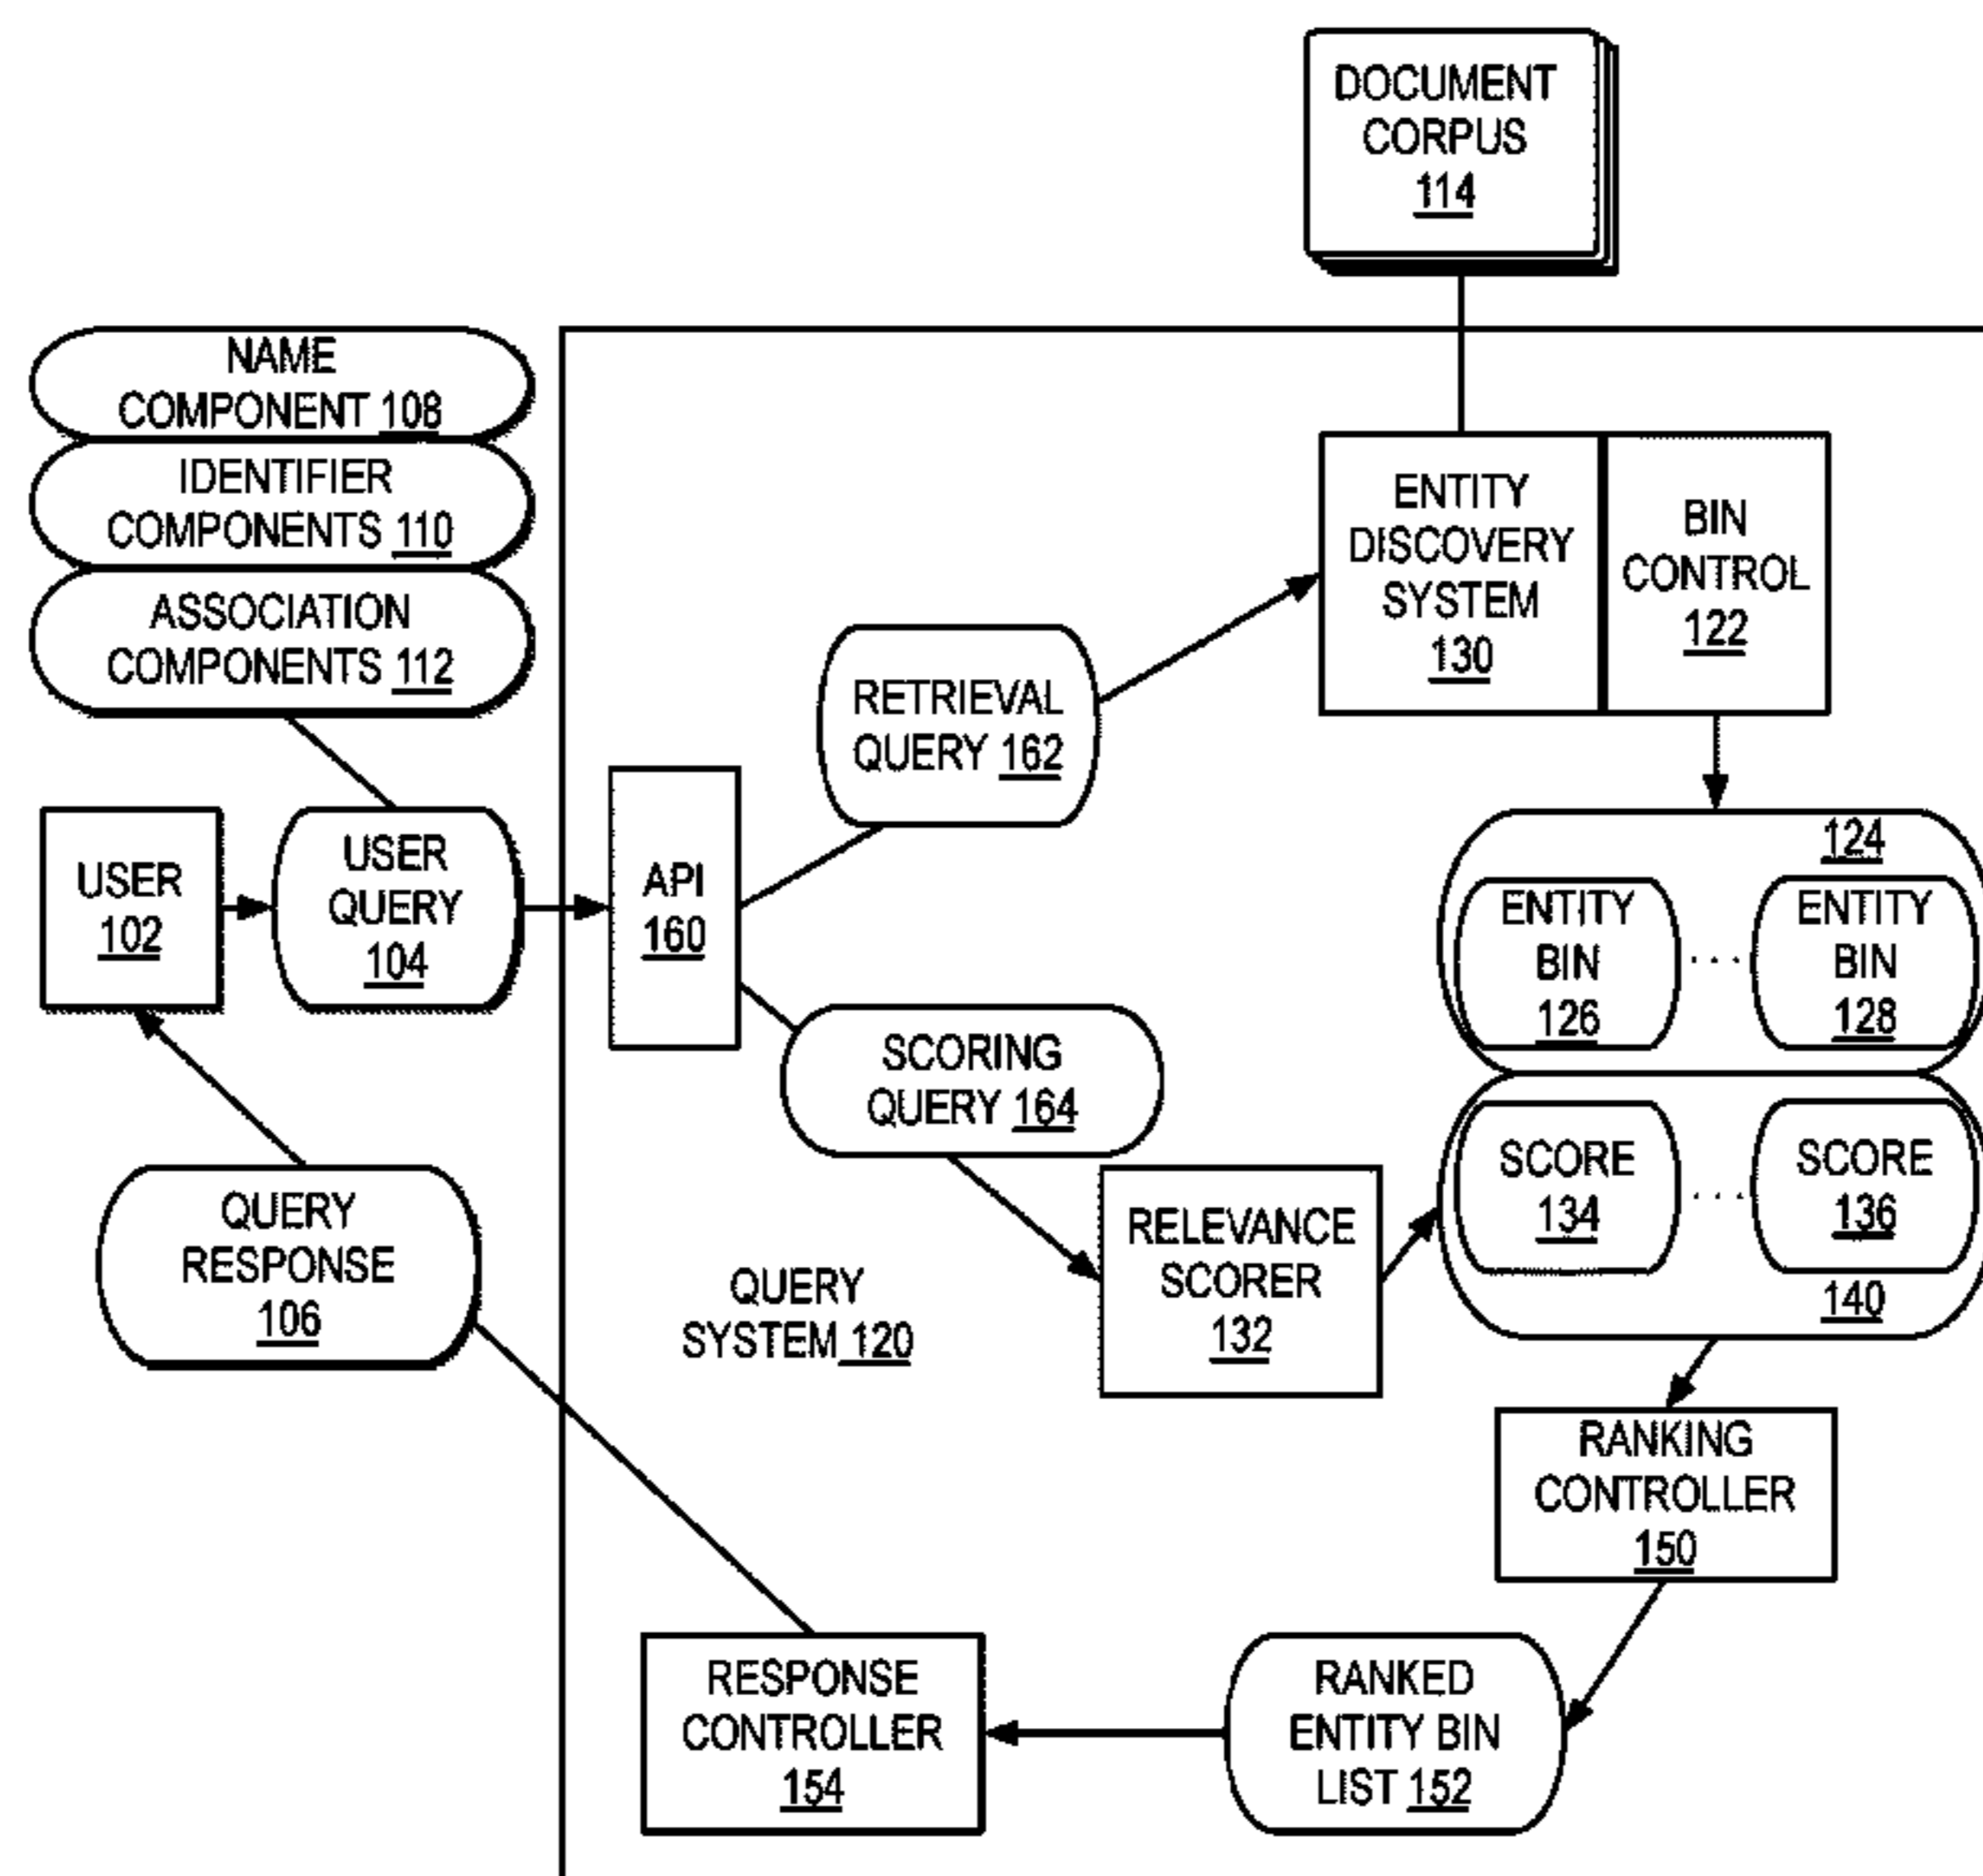 DOCUMENT
CORPUS
114
NAME
COMPONENT 108
IDENTIFIER
COMPONENTS 110
ASSOCIATION
COMPONENTS 112
ENTITY
DISCOVERY
SYSTEM
130
BIN
CONTROL
122
RETRIEVAL
QUERY 162
USER
102
USER
QUERY
104
API
160
124
ENTITY
BIN
126
...
ENTITY
BIN
128
SCORING
QUERY 164
SCORE
134
...
SCORE
136
140
QUERY
RESPONSE
106
QUERY
SYSTEM 120
RELEVANCE
SCORER
132
RANKING
CONTROLLER
150
RESPONSE
CONTROLLER
154
RANKED
ENTITY BIN
LIST 152